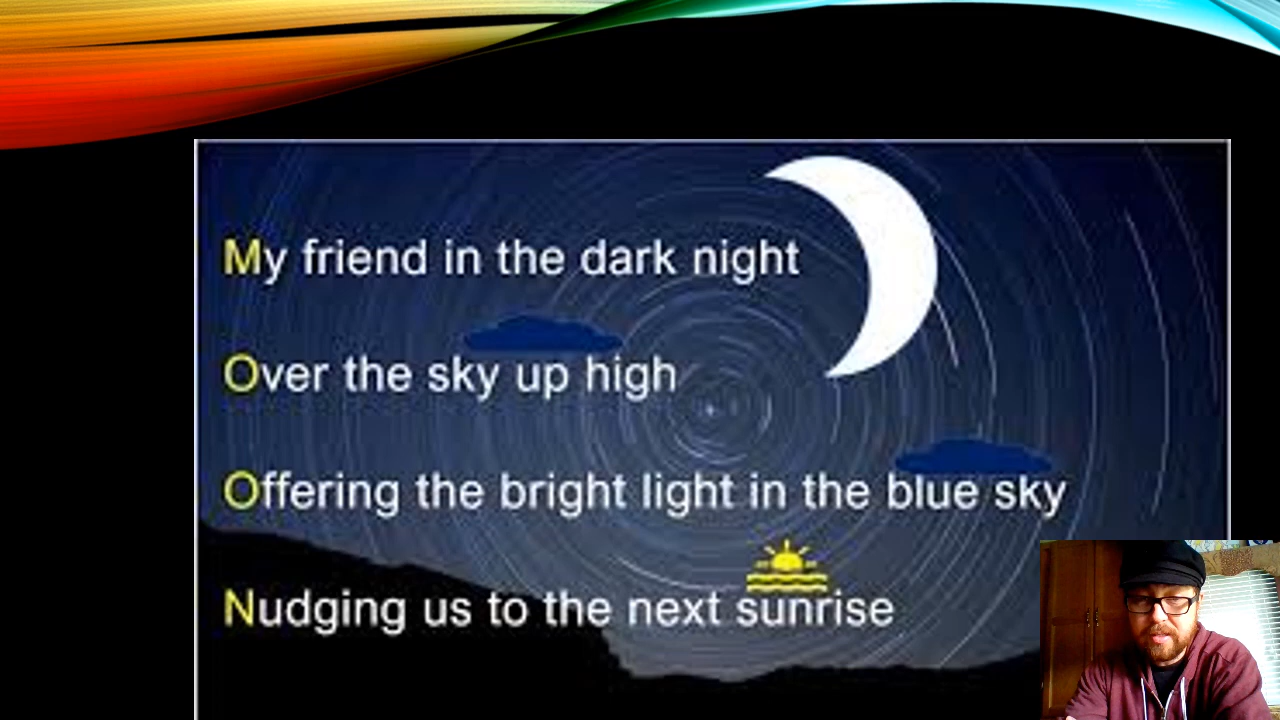 My friend in the dark night
Over the sky up high
Offering the bright light in the blue sky
Nudging us to the next sunrise